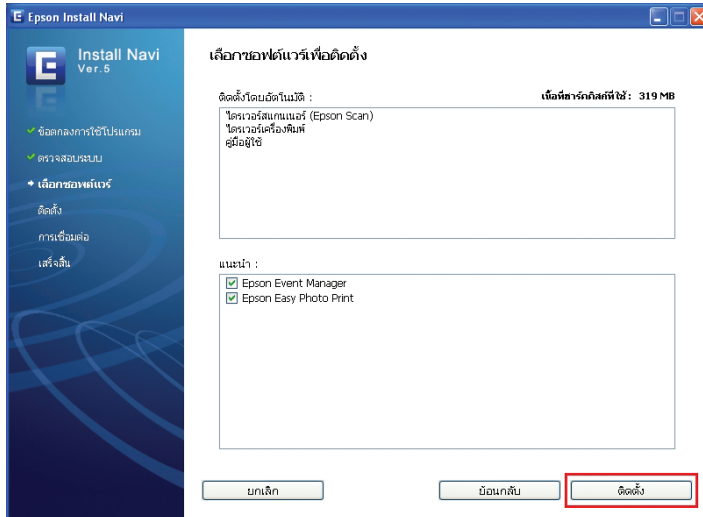 Epson Install Navi
Install Navi
Ver.5
ข้อตกลงการใช้โปรแกรม
ตรวจสอบระบบ
เลือกซอฟต์แวร์
ติดตั้ง
การเชื่อมต่อ
เสร็จสิ้น
เลือกซอฟต์แวร์เพื่อติดตั้ง
ติดตั้งโดยอัตโนมัติ :
เนื้อที่ฮาร์ดดิสก์ที่ใช้ : 319 MB
ไดรเวอร์สแกนเนอร์ (Epson Scan)
ไดรเวอร์เครื่องพิมพ์
คู่มือผู้ใช้
แนะนำ :
Epson Event Manager
Epson Easy Photo Print
ยกเลิก
ย้อนกลับ
ติดตั้ง